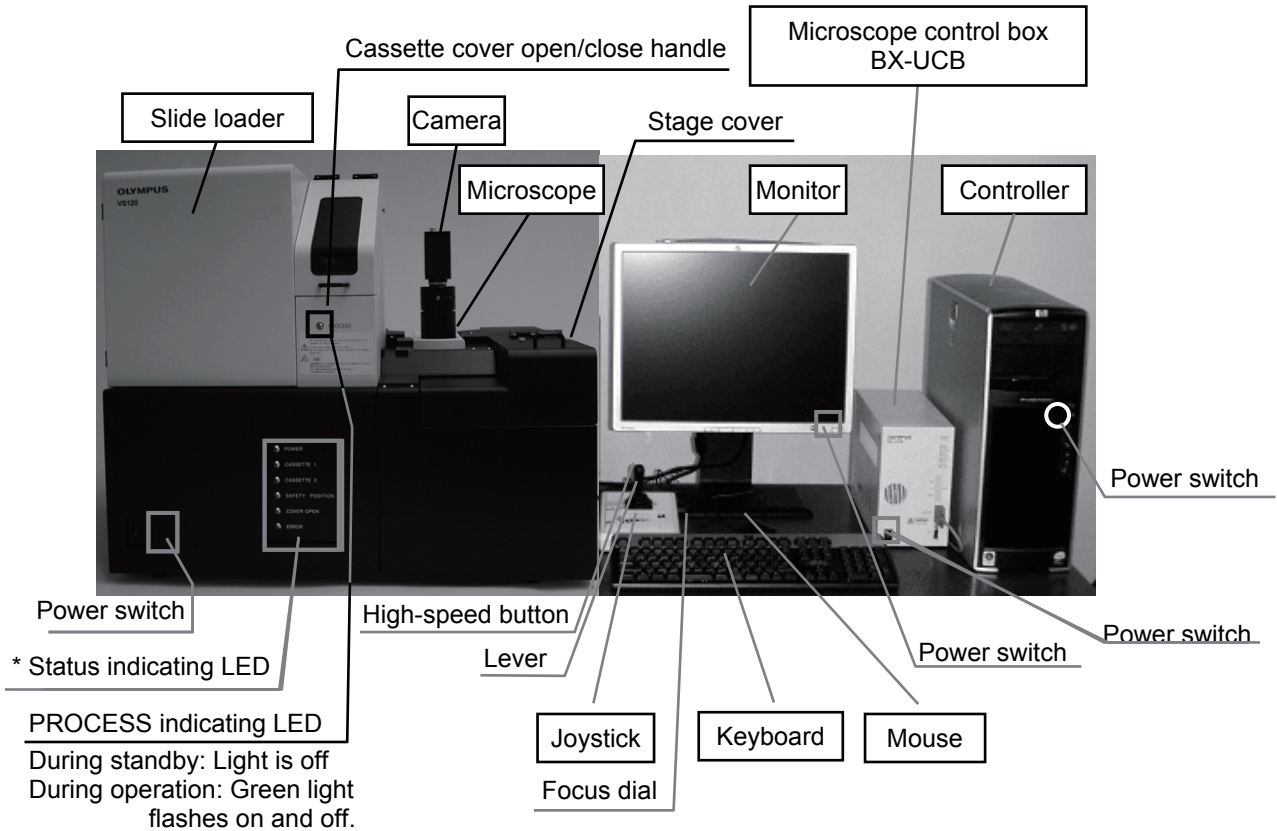 Microscope control box
BX-UCB
Cassette cover open/close handle
Slide loader
Camera
Stage cover
Microscope
Monitor
Controller
OLYMPUS
VS120
PROCESS
POWER
CASSETTE 1
CASSETTE 2
SAFETY POSITION
COVER OPEN
ERROR
OLYMPUS
Power switch
Power switch
High-speed button
Power switch
* Status indicating LED
Lever
Power switch
PROCESS indicating LED
Joystick
Keyboard
Mouse
During standby: Light is off
During operation: Green light
flashes on and off.
Focus dial